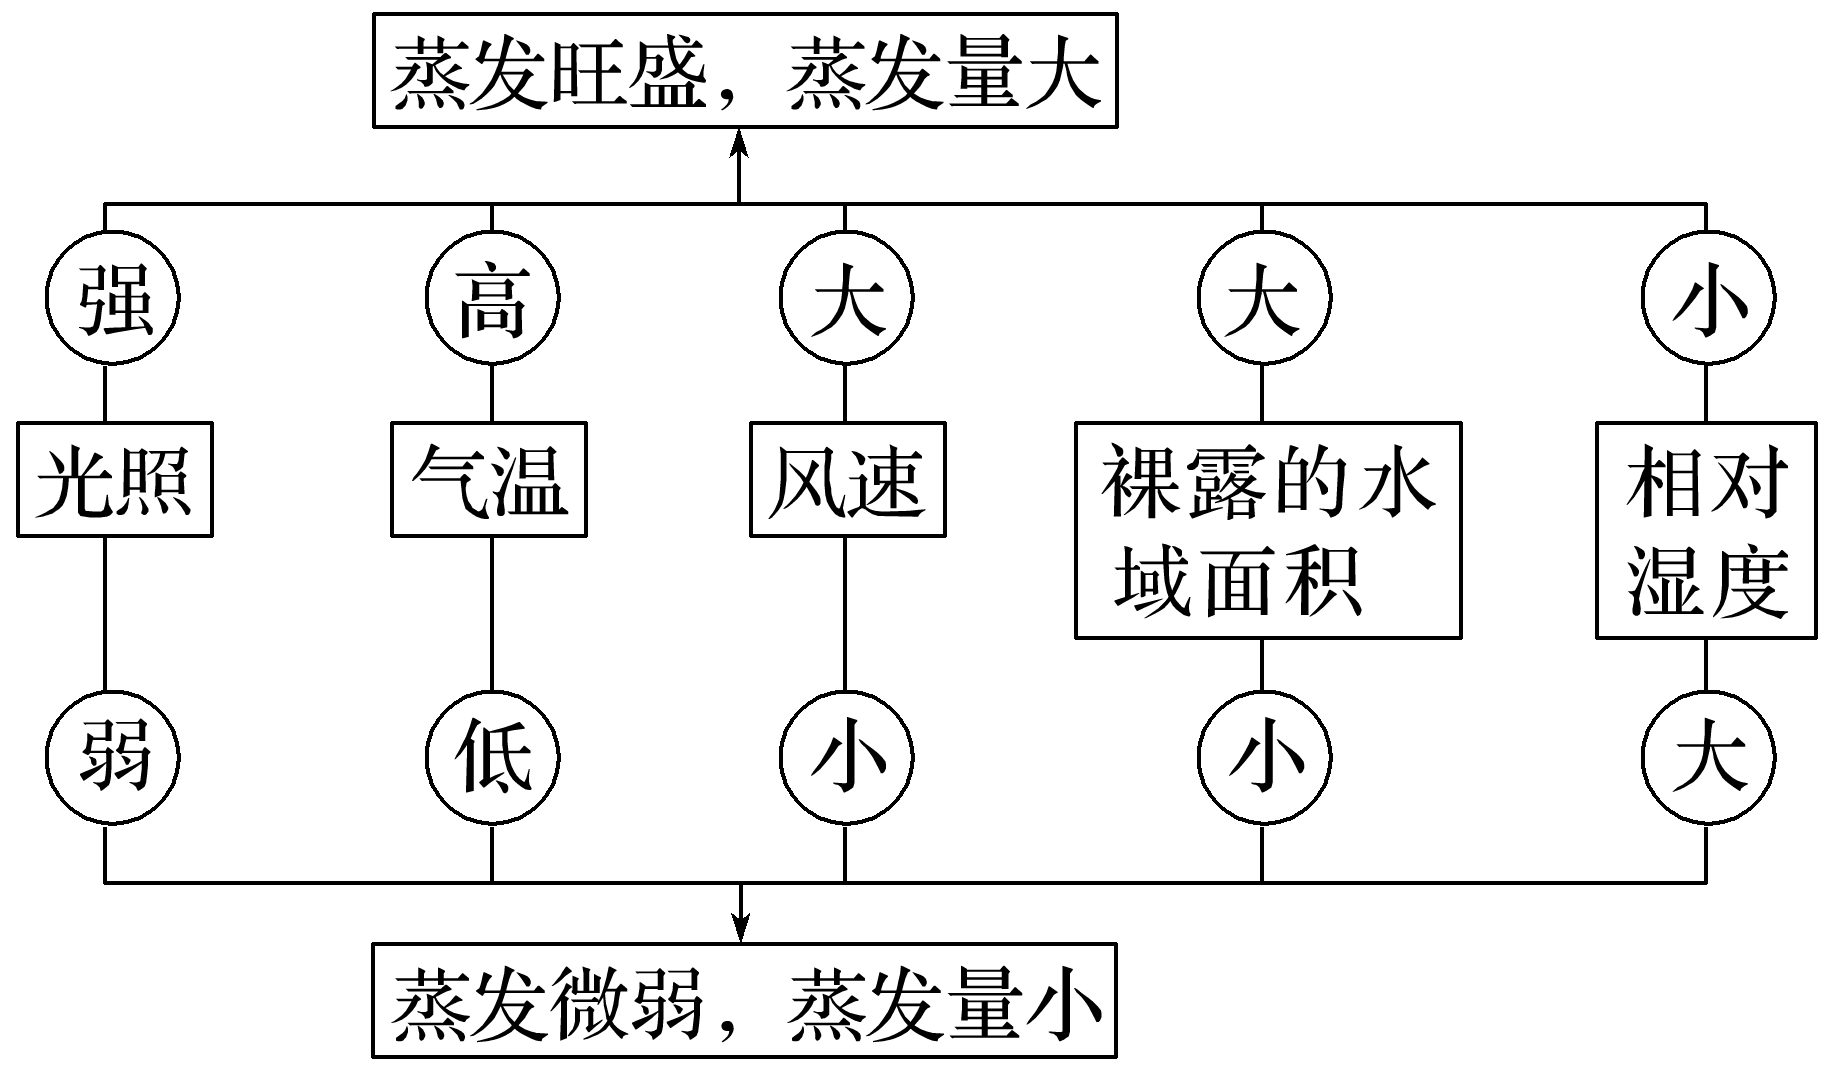 蒸发旺盛，蒸发量大
强
高
大
大
小
光照
气温
风速
裸露的水
域面积
相对
湿度
弱
低
小
小
大
蒸发微弱，蒸发量小